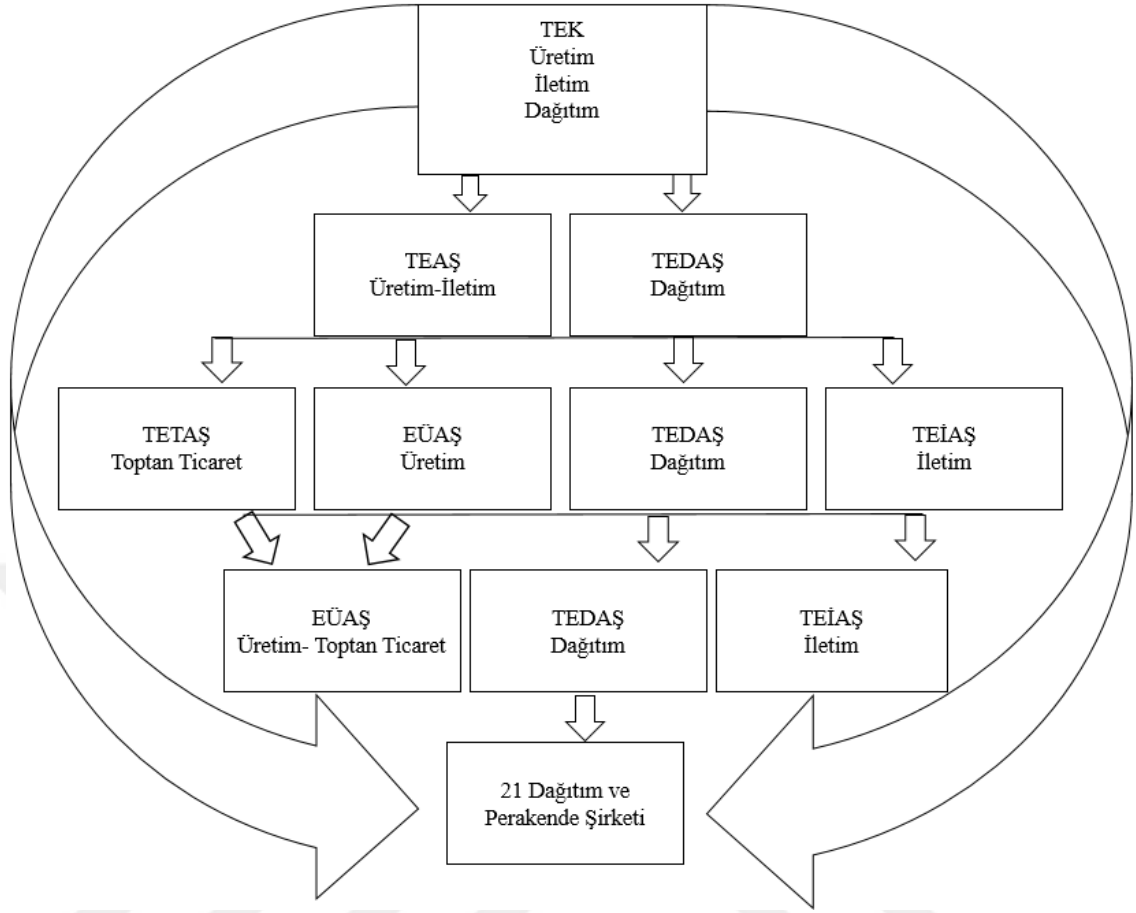 TEK
Üretim
İletim
Dağıtım
TEAŞ
Üretim-İletim
TEDAŞ
Dağıtım
TETAŞ
Toptan Ticaret
EÜAŞ
Üretim
TEDAŞ
Dağıtım
TEİAŞ
İletim
EÜAŞ
Üretim- Toptan Ticaret
TEDAŞ
Dağıtım
TEİAŞ
İletim
21 Dağıtım ve
Perakende Şirketi